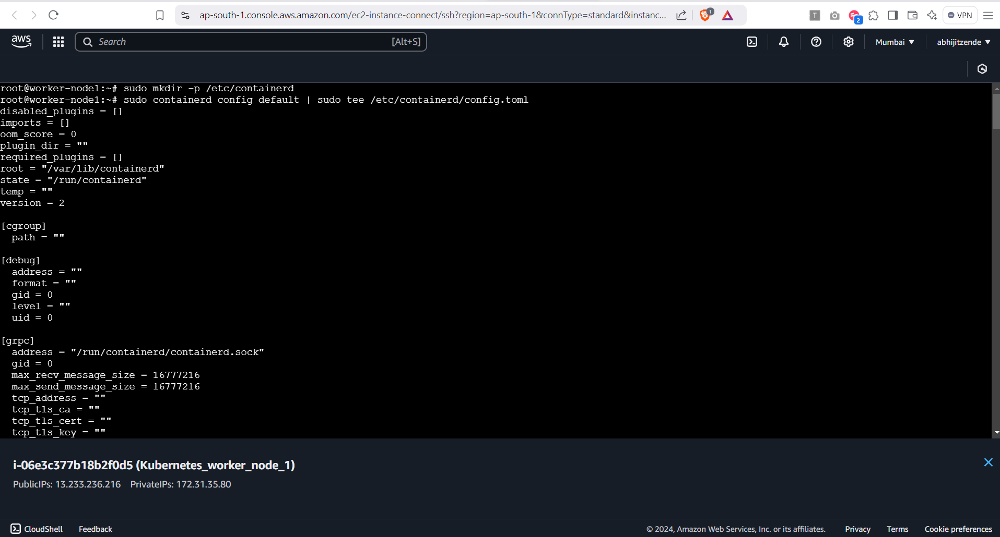 ap-south-1.console.aws.amazon.com/ec2-instance-connect/ssh?region=ap-south-1&connType=standard&instanc...
1
T
2
VPN
aws
Search
[Alt+S]
Mumbai
abhijitzende
root@worker-node1:~# sudo mkdir -p /etc/containerd
root@worker-node1:~# sudo containerd config default | sudo tee /etc/containerd/config.toml
disabled_plugins = []
imports = []
oom_score = 0
plugin_dir = ""
required_plugins = []
root = "/var/lib/containerd"
state = "/run/containerd"
temp = ""
version = 2
[cgroup]
  path = ""
[debug]
  address = ""
  format = ""
  gid = 0
  level = ""
  uid = 0
[grpc]
  address = "/run/containerd/containerd.sock"
  gid = 0
  max_recv_message_size = 16777216
  max_send_message_size = 16777216
  tcp_address = ""
  tcp_tls_ca = ""
  tcp_tls_cert = ""
  tcp_tls_key = ""
i-06e3c377b18b2f0d5 (Kubernetes_worker_node_1)
PublicIPs: 13.233.236.216 PrivateIPs: 172.31.35.80
CloudShell
Feedback
© 2024, Amazon Web Services, Inc. or its affiliates.
Privacy
Terms
Cookie preferences